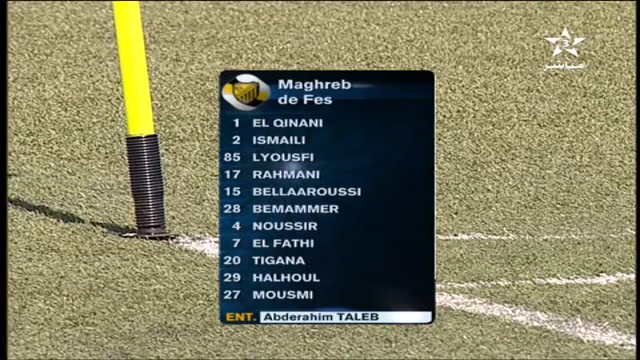 مباشر
Maghreb
de Fes
1 EL QINANI
2 ISMAILI
85 LYOUSFI
17 RAHMANI
15 BELLAAROUSSI
28 BEMAMMER
4 NOUSSIR
7 EL FATHI
20 TIGANA
29 HALHOUL
27 MOUSMI
ENT. Abderahim TALEB